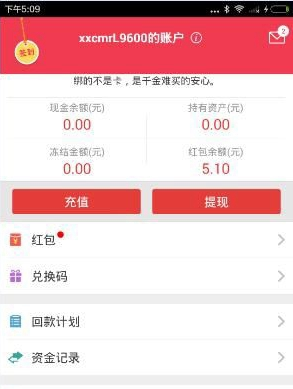 下午5:09
签到
xxcmrL9600的账户
2
绑的不是卡，是千金难买的安心。
现金余额(元) 持有资产(元)
0.00 0.00
冻结金额(元) 红包余额(元)
0.00 5.10
充值 提现
红包
兑换码
回款计划
资金记录